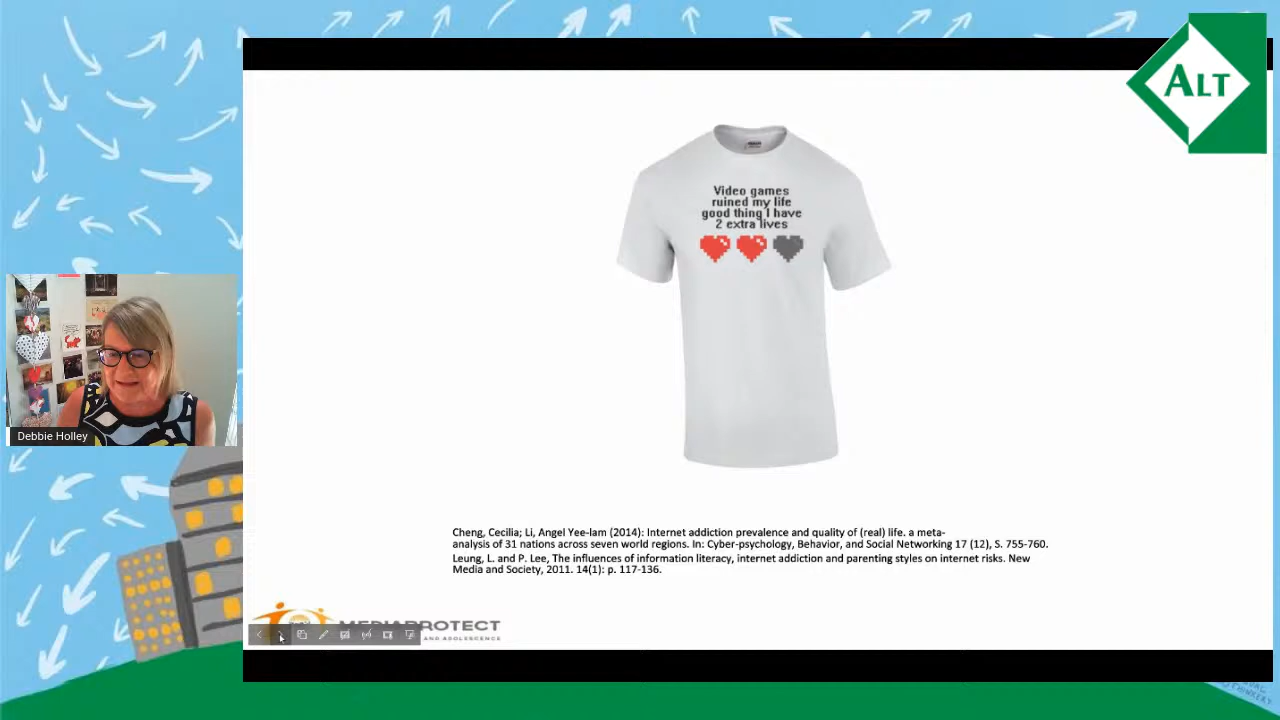 ALT
Video games
ruined my life
good thing I have
2 extra lives
Debbie Holley
Cheng, Cecilia; Li, Angel Yee-lam (2014): Internet addiction prevalence and quality of (real) life. a meta-
analysis of 31 nations across seven world regions. In: Cyber-psychology, Behavior, and Social Networking 17 (12), S. 755-760.
Leung, L. and P. Lee, The influences of information literacy, internet addiction and parenting styles on internet risks. New
Media and Society, 2011. 14(1): p. 117-136.
MEDIAPROTECT
AND ADOLESCENCE